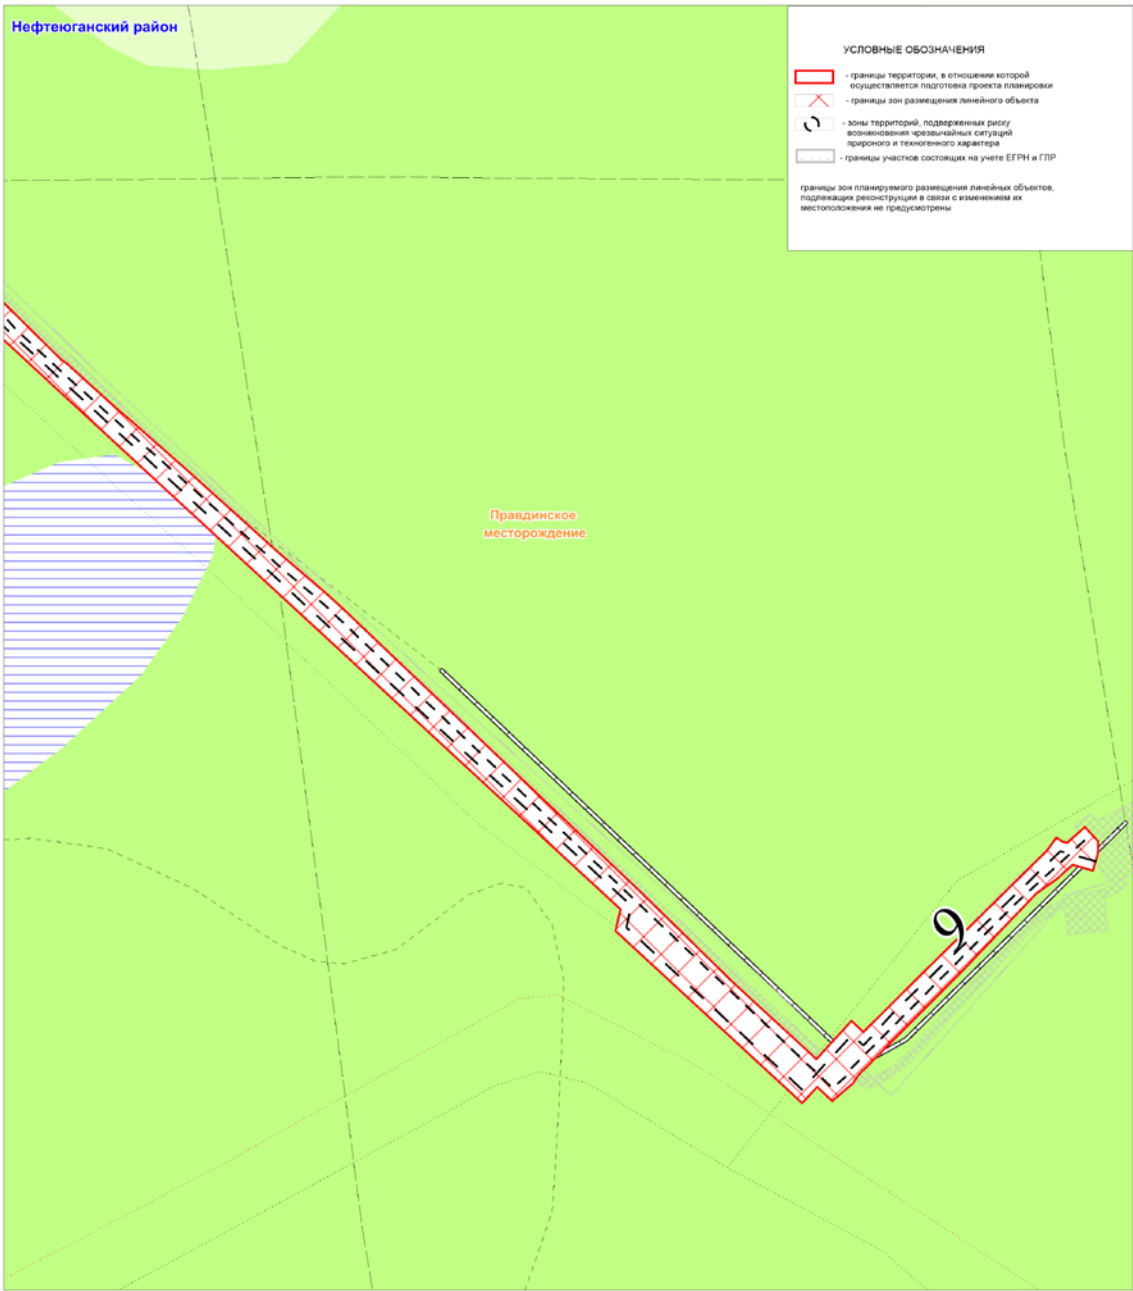 Нефтеюганский район
УСЛОВНЫЕ ОБОЗНАЧЕНИЯ
- границы территории, в отношении которой
осуществляется подготовка проекта планировки
- границы зон размещения линейного объекта
- зоны территорий, подверженных риску
возникновения чрезвычайных ситуаций
прироного и техногенного характера
- границы участков состоящих на учете ЕГРН и ГЛР
границы зон планируемого размещения линейных объектов,
подлежащих реконструкции в связи с изменением их
местоположения не предусмотрены
Правдинское
месторождение
9